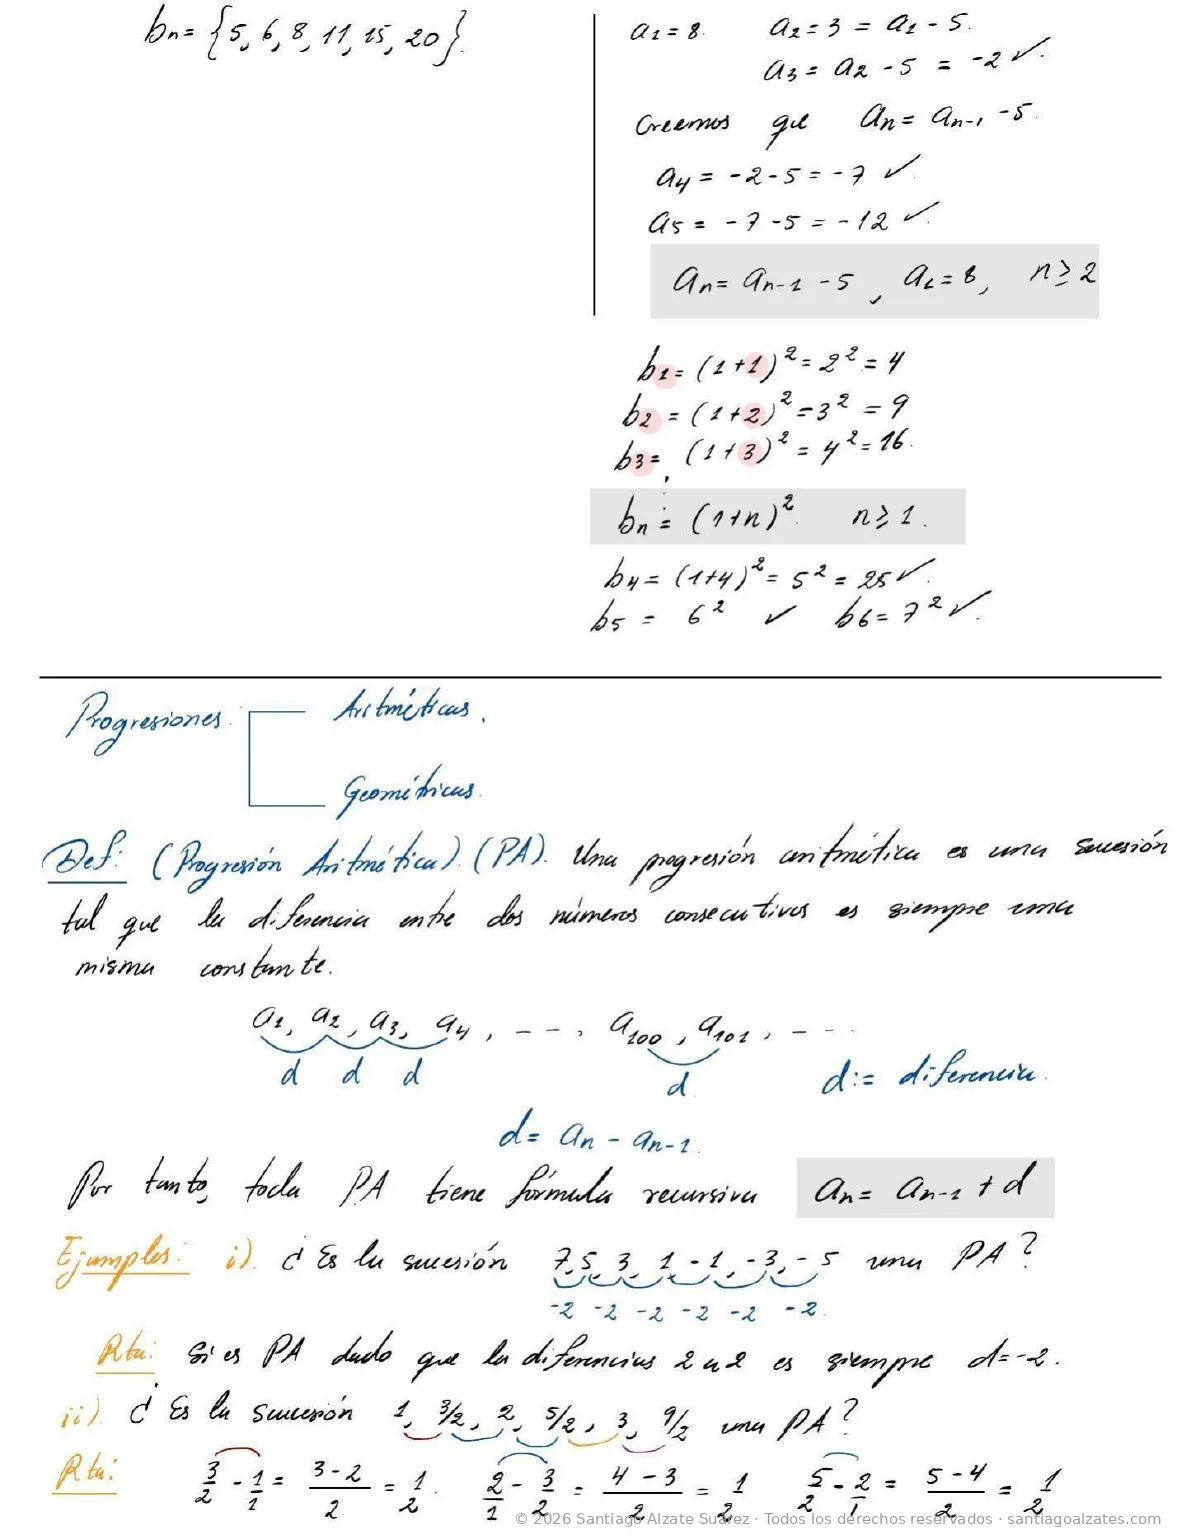 bn = {5, 6, 8, 11, 15, 20}.
a1 = 8. a2 = 3 = a1 - 5.
a3 = a2 - 5 = -2 ✓.
Creemos que an = an-1 - 5.
a4 = -2 - 5 = -7 ✓.
a5 = -7 - 5 = -12 ✓.
an = an-1 - 5, a1 = 8, n ≥ 2
b1 = (1+1)² = 2² = 4
b2 = (1+2)² = 3² = 9
b3 = (1+3)² = 4² = 16.
bn = (1+n)² n ≥ 1.
b4 = (1+4)² = 5² = 25 ✓.
b5 = 6² ✓ b6 = 7² ✓.
Progresiones. Aritméticas.
Geométricas.
Def: (Progresión Aritmética). (PA). Una progresión aritmética es una sucesión
tal que la diferencia entre dos números consecutivos es siempre una
misma constante.
a1, a2, a3, a4, ---, a100, a101, ---
d d d d d := diferencia.
d = an - an-1.
Por tanto, toda PA tiene fórmula recursiva an = an-1 + d
Ejemplos: i). ¿Es la sucesión 7, 5, 3, 1, -1, -3, -5 una PA?
-2 -2 -2 -2 -2 -2.
Rta: Si es PA dado que la diferencias 2 a 2 es siempre d = -2.
ii). ¿Es la sucesión 1, 3/2, 2, 5/2, 3, 9/2 una PA?
Rta: 3/2 - 1/1 = (3-2)/2 = 1/2. 2/1 - 3/2 = (4-3)/2 = 1/2 5/2 - 2/1 = (5-4)/2 = 1/2
© 2026 Santiago Alzate Suárez · Todos los derechos reservados · santiagoalzates.com